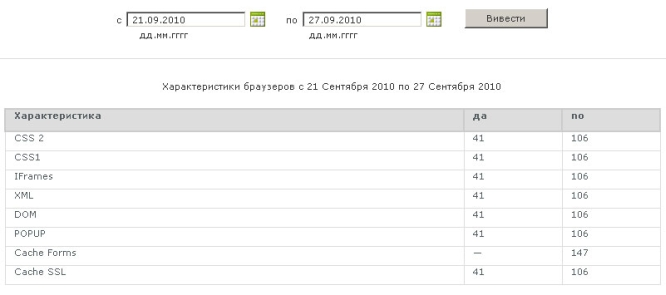 с 21.09.2010 по 27.09.2010 Вивести
дд.мм.гггг дд.мм.гггг
Характеристики браузеров с 21 Сентября 2010 по 27 Сентября 2010
Характеристика да no
CSS 2 41 106
CSS1 41 106
IFrames 41 106
XML 41 106
DOM 41 106
POPUP 41 106
Cache Forms — 147
Cache SSL 41 106